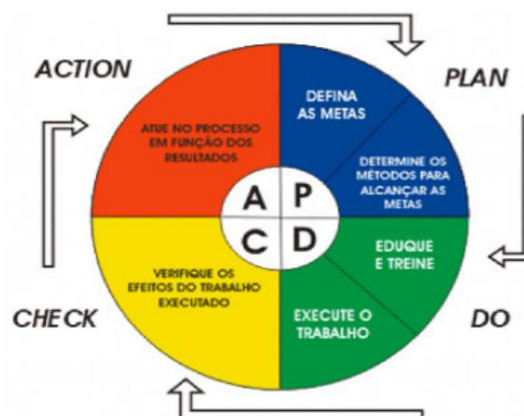 ACTION
PLAN
ATUE NO PROCESSO
EM FUNÇÃO DOS
RESULTADOS
DEFINA
AS METAS
DETERMINE OS
MÉTODOS PARA
ALCANÇAR AS
METAS
A P
C D
EDUQUE
E TREINE
VERIFIQUE OS
EFEITOS DO TRABALHO
EXECUTADO
EXECUTE O
TRABALHO
CHECK
DO